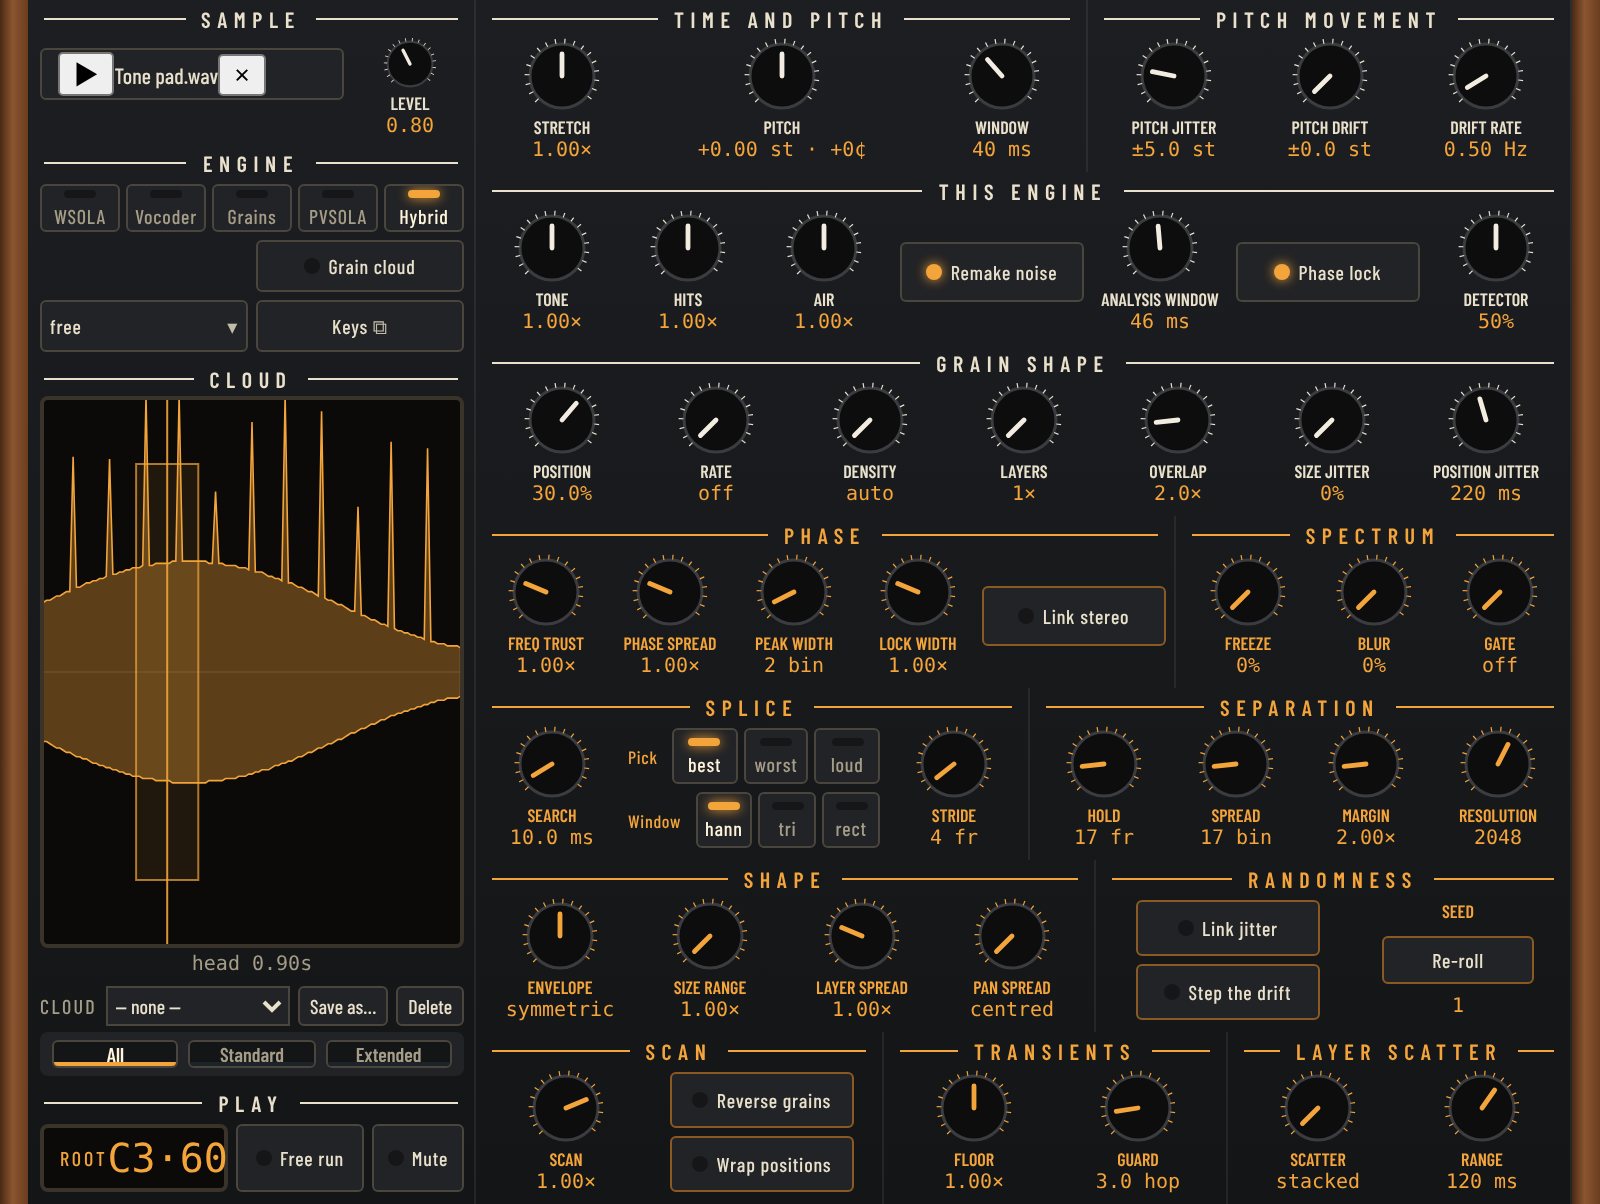 SAMPLE
Tone pad.wav
×
LEVEL
0.80
ENGINE
WSOLA
Vocoder
Grains
PVSOLA
Hybrid
Grain cloud
free
Keys
CLOUD
head 0.90s
CLOUD
– none –
Save as...
Delete
All
Standard
Extended
PLAY
ROOT C3·60
Free run
Mute
TIME AND PITCH
STRETCH
1.00×
PITCH
+0.00 st · +0¢
WINDOW
40 ms
PITCH MOVEMENT
PITCH JITTER
±5.0 st
PITCH DRIFT
±0.0 st
DRIFT RATE
0.50 Hz
THIS ENGINE
TONE
1.00×
HITS
1.00×
AIR
1.00×
Remake noise
ANALYSIS WINDOW
46 ms
Phase lock
DETECTOR
50%
GRAIN SHAPE
POSITION
30.0%
RATE
off
DENSITY
auto
LAYERS
1×
OVERLAP
2.0×
SIZE JITTER
0%
POSITION JITTER
220 ms
PHASE
FREQ TRUST
1.00×
PHASE SPREAD
1.00×
PEAK WIDTH
2 bin
LOCK WIDTH
1.00×
Link stereo
SPECTRUM
FREEZE
0%
BLUR
0%
GATE
off
SPLICE
SEARCH
10.0 ms
Pick
best
worst
loud
Window
hann
tri
rect
STRIDE
4 fr
SEPARATION
HOLD
17 fr
SPREAD
17 bin
MARGIN
2.00×
RESOLUTION
2048
SHAPE
ENVELOPE
symmetric
SIZE RANGE
1.00×
LAYER SPREAD
1.00×
PAN SPREAD
centred
RANDOMNESS
Link jitter
Step the drift
SEED
Re-roll
1
SCAN
SCAN
1.00×
Reverse grains
Wrap positions
TRANSIENTS
FLOOR
1.00×
GUARD
3.0 hop
LAYER SCATTER
SCATTER
stacked
RANGE
120 ms